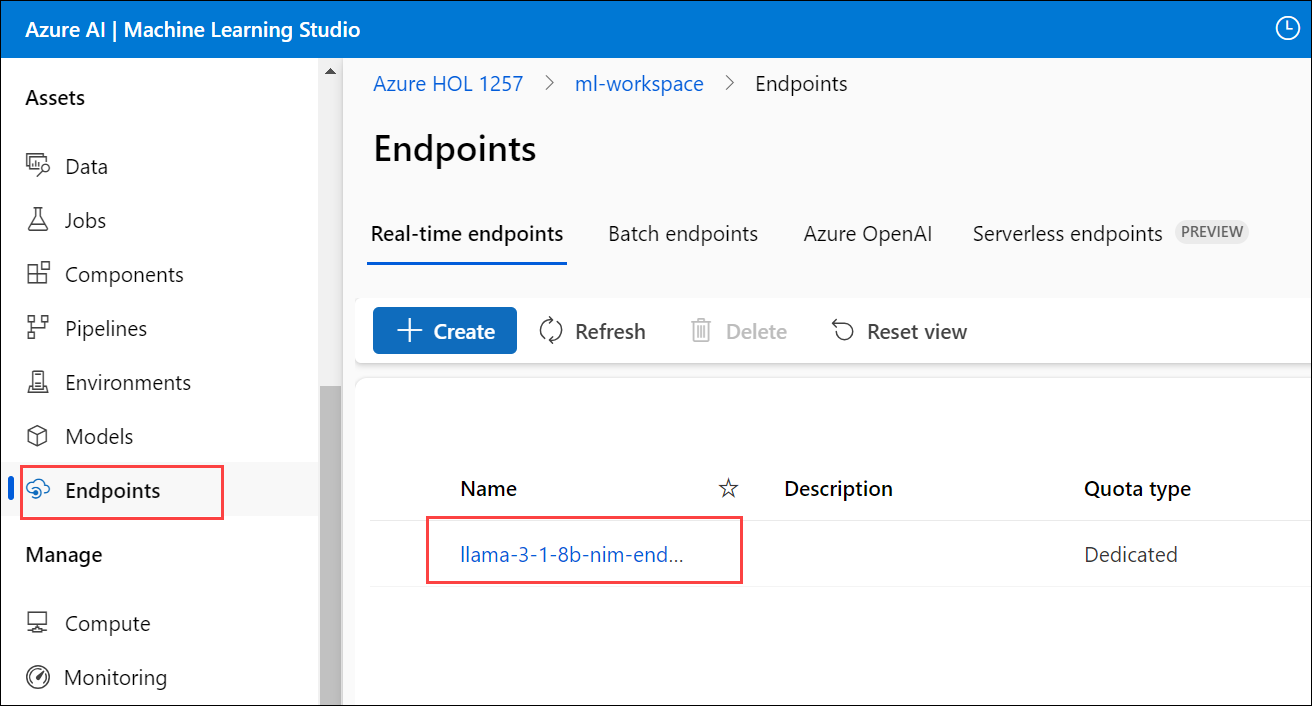 Azure AI | Machine Learning Studio
Assets
Data
Jobs
Components
Pipelines
Environments
Models
Endpoints
Manage
Compute
Monitoring
Azure HOL 1257 > ml-workspace > Endpoints
Endpoints
Real-time endpoints Batch endpoints Azure OpenAI Serverless endpoints PREVIEW
Create Refresh Delete Reset view
Name Description Quota type
llama-3-1-8b-nim-end... Dedicated